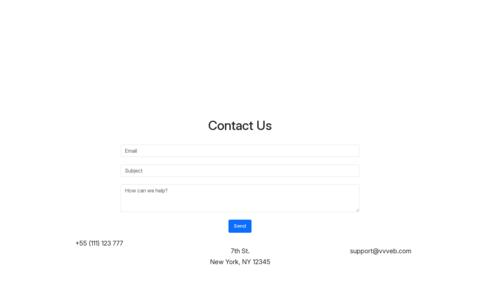 Contact Us
Email
Subject
How can we help?
Send
+55 (111) 123 777
7th St.
New York, NY 12345
support@vvveb.com